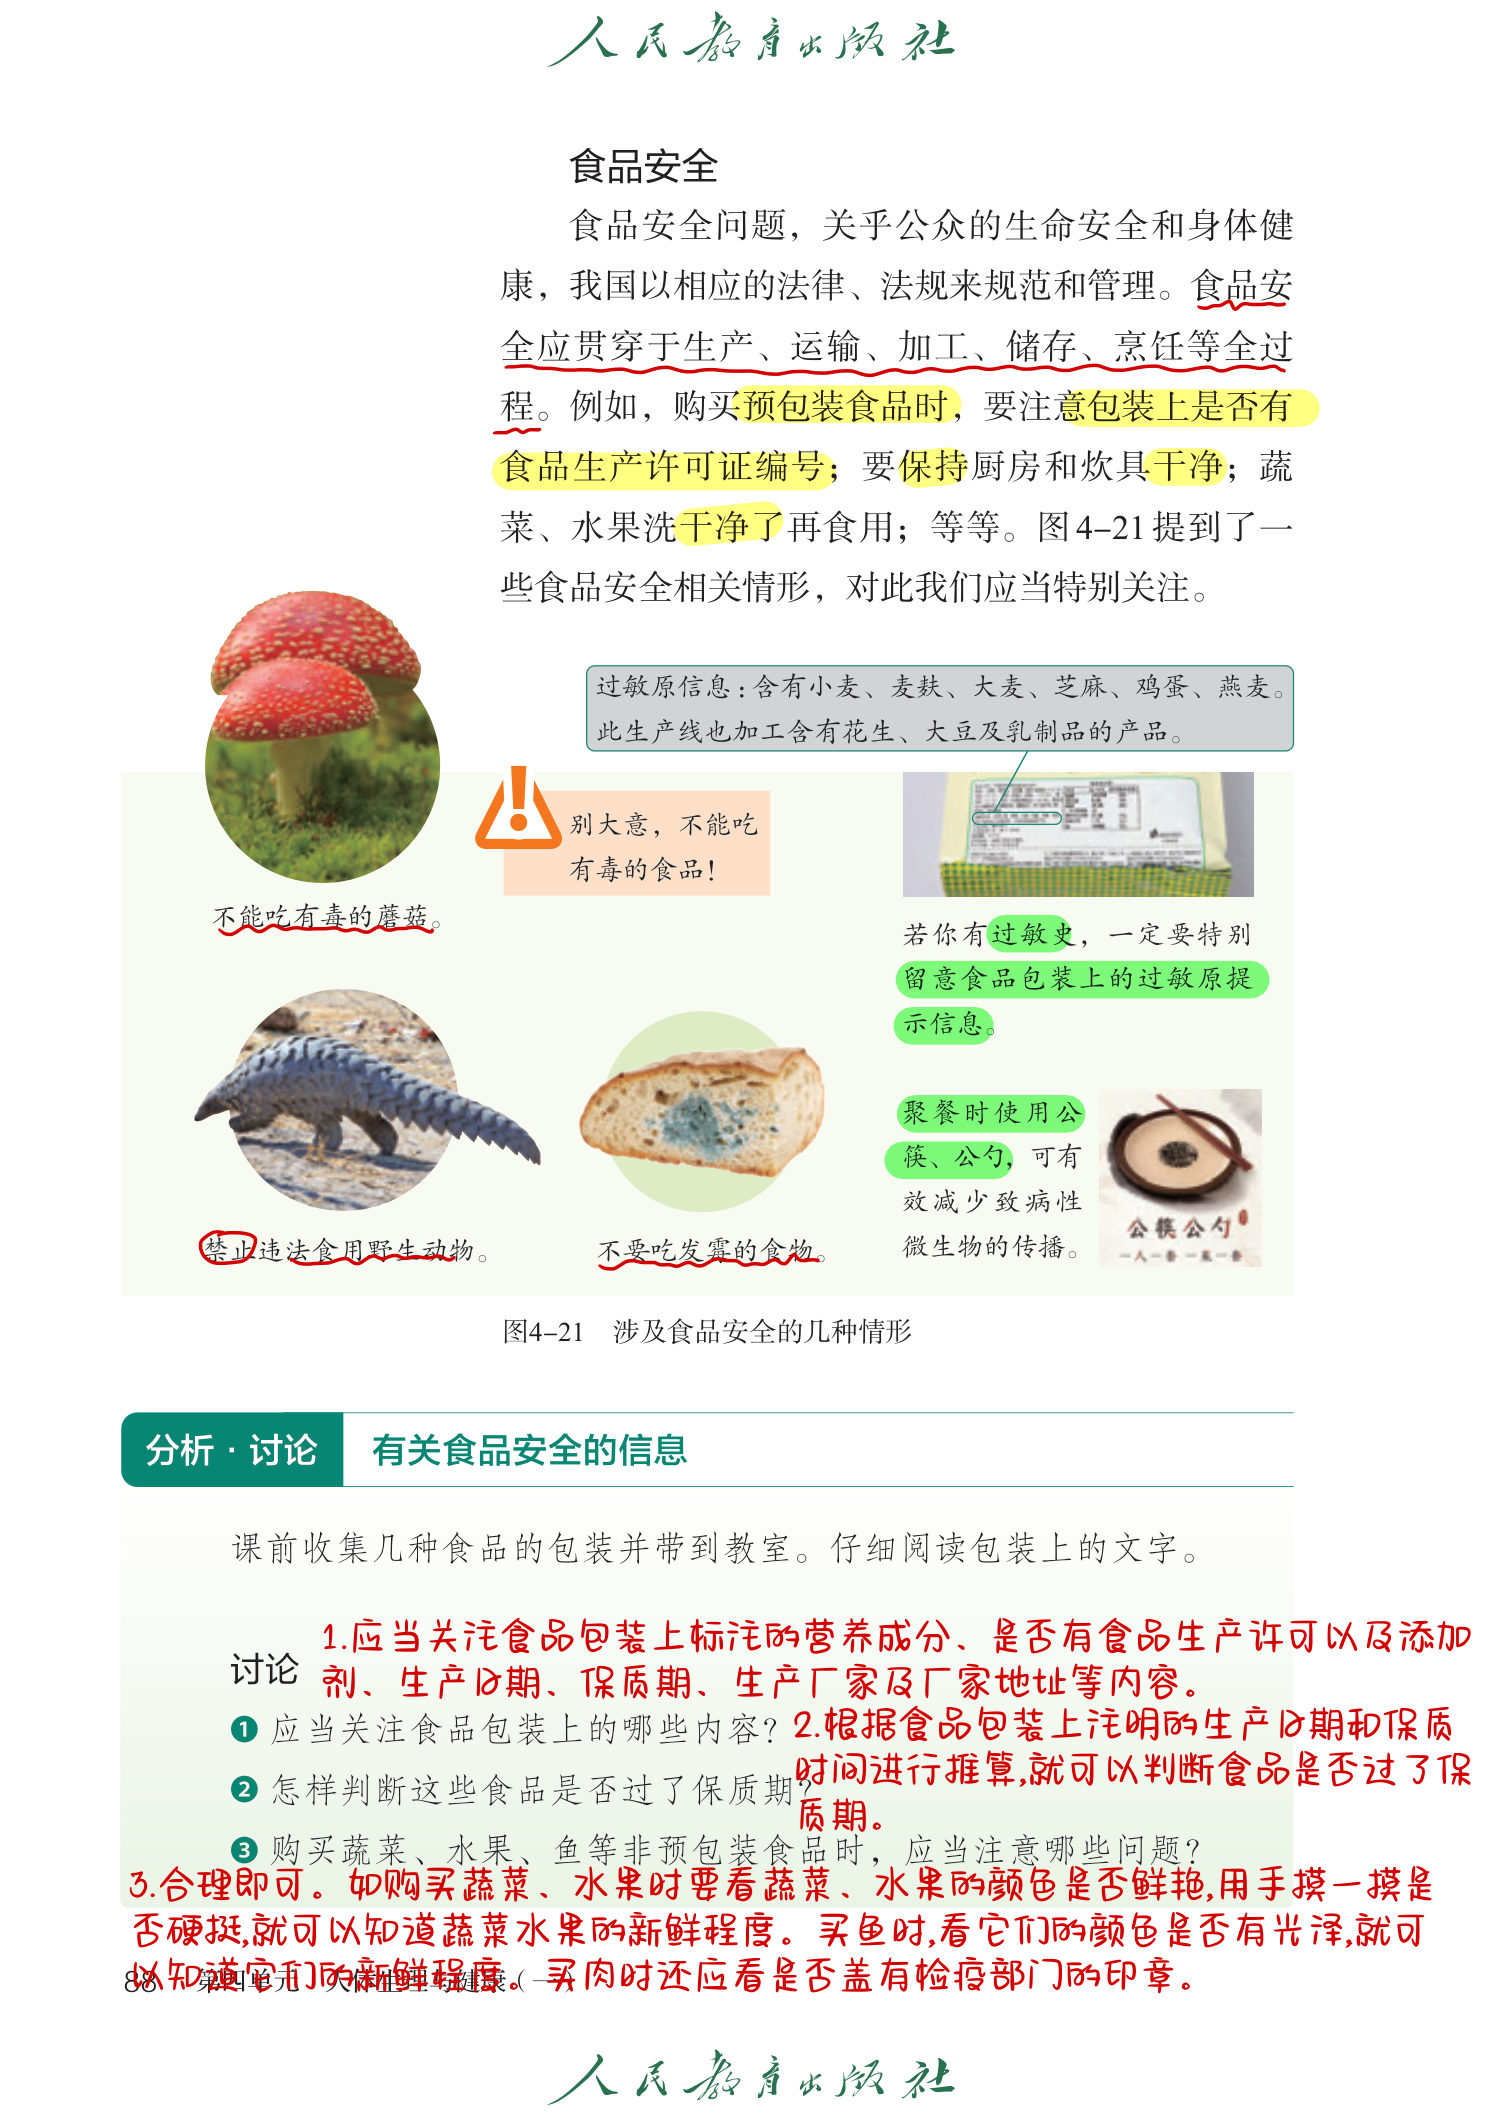 人民教育出版社
食品安全
食品安全问题，关乎公众的生命安全和身体健
康，我国以相应的法律、法规来规范和管理。食品安
全应贯穿于生产、运输、加工、储存、烹饪等全过
程。例如，购买预包装食品时，要注意包装上是否有
食品生产许可证编号；要保持厨房和炊具干净；蔬
菜、水果洗干净了再食用；等等。图4-21提到了一
些食品安全相关情形，对此我们应当特别关注。
过敏原信息：含有小麦、麦麸、大麦、芝麻、鸡蛋、燕麦。
此生产线也加工含有花生、大豆及乳制品的产品。
别大意，不能吃
有毒的食品！
不能吃有毒的蘑菇。
若你有过敏史，一定要特别
留意食品包装上的过敏原提
示信息。
禁止违法食用野生动物。
不要吃发霉的食物。
聚餐时使用公
筷、公勺，可有
效减少致病性
微生物的传播。
公筷公勺
一人一套 一菜一套
图4-21 涉及食品安全的几种情形
分析·讨论 有关食品安全的信息
课前收集几种食品的包装并带到教室。仔细阅读包装上的文字。
讨论
1.应当关注食品包装上标注的营养成分、是否有食品生产许可以及添加
剂、生产日期、保质期、生产厂家及厂家地址等内容。
❶ 应当关注食品包装上的哪些内容？
2.根据食品包装上注明的生产日期和保质
时间进行推算,就可以判断食品是否过了保
质期。
❷ 怎样判断这些食品是否过了保质期？
❸ 购买蔬菜、水果、鱼等非预包装食品时，应当注意哪些问题？
3.合理即可。如购买蔬菜、水果时要看蔬菜、水果的颜色是否鲜艳,用手摸一摸是
否硬挺,就可以知道蔬菜水果的新鲜程度。买鱼时,看它们的颜色是否有光泽,就可
以知道它们的新鲜程度。买肉时还应看是否盖有检疫部门的印章。
88 第四单元 人体生理与健康（一）
人民教育出版社